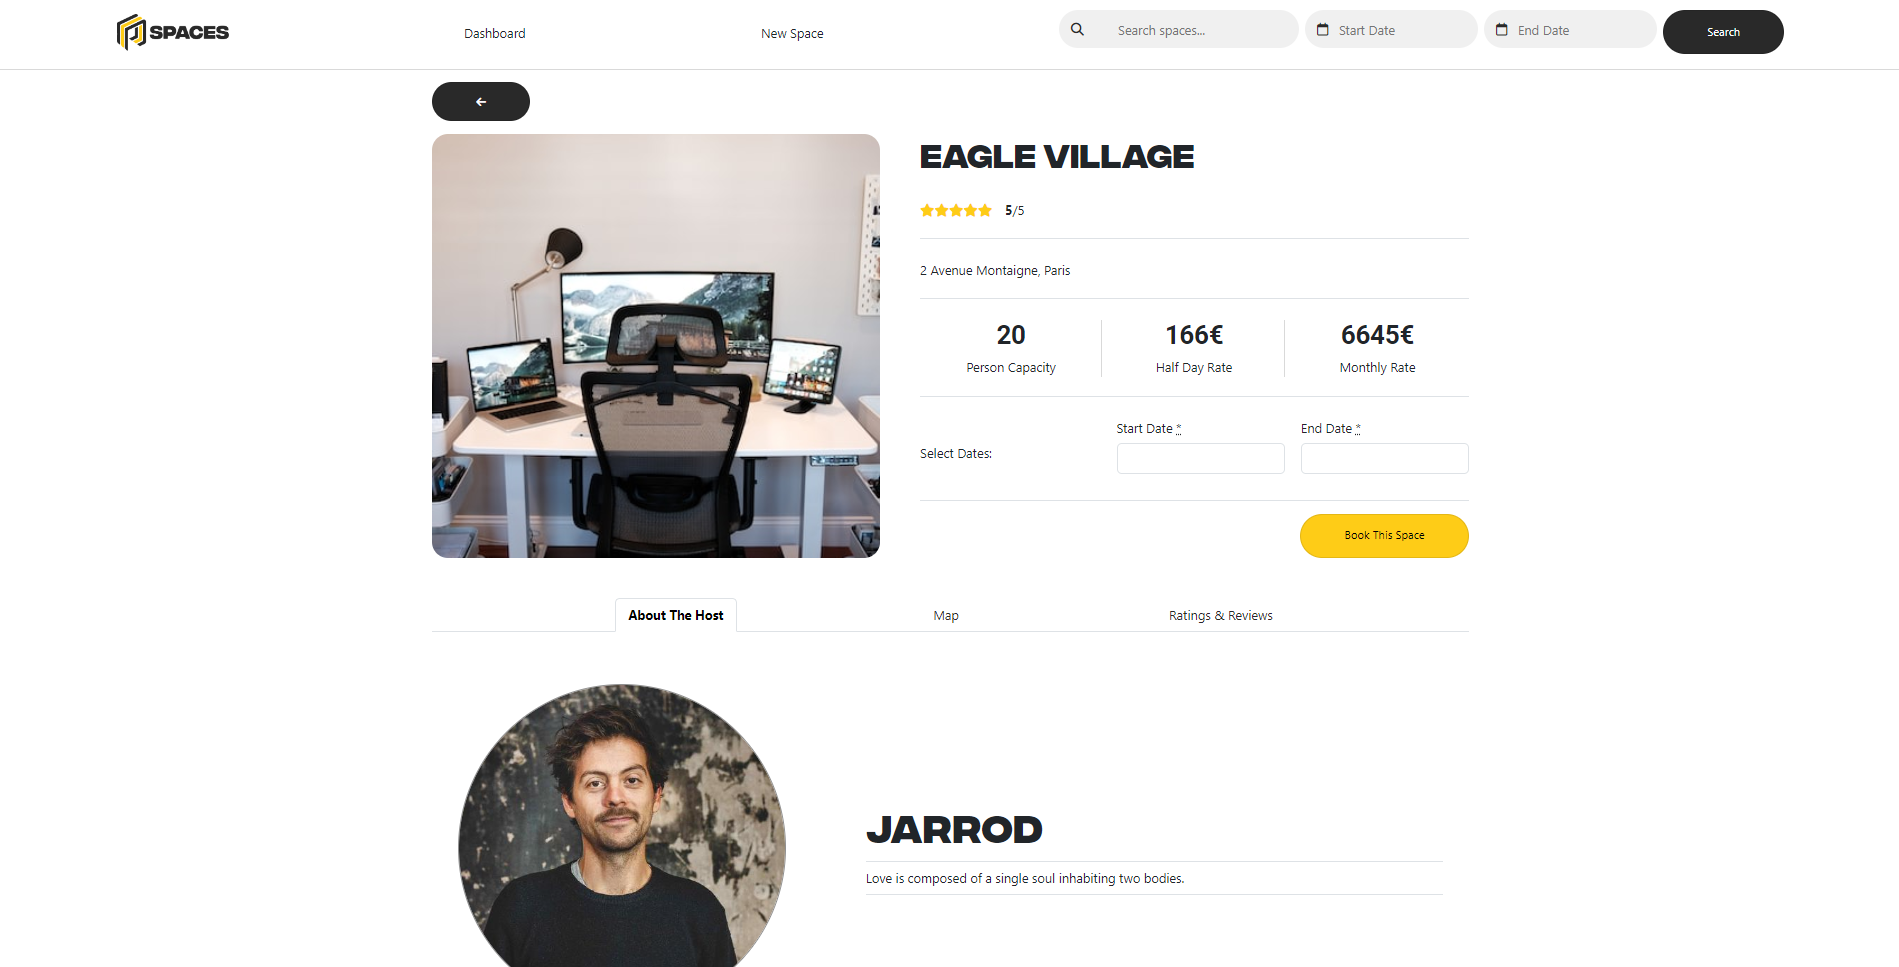 SPACES
Dashboard
New Space
Search spaces...
Start Date
End Date
Search
EAGLE VILLAGE
5/5
2 Avenue Montaigne, Paris
20
Person Capacity
166€
Half Day Rate
6645€
Monthly Rate
Select Dates:
Start Date *
End Date *
Book This Space
About The Host
Map
Ratings & Reviews
JARROD
Love is composed of a single soul inhabiting two bodies.